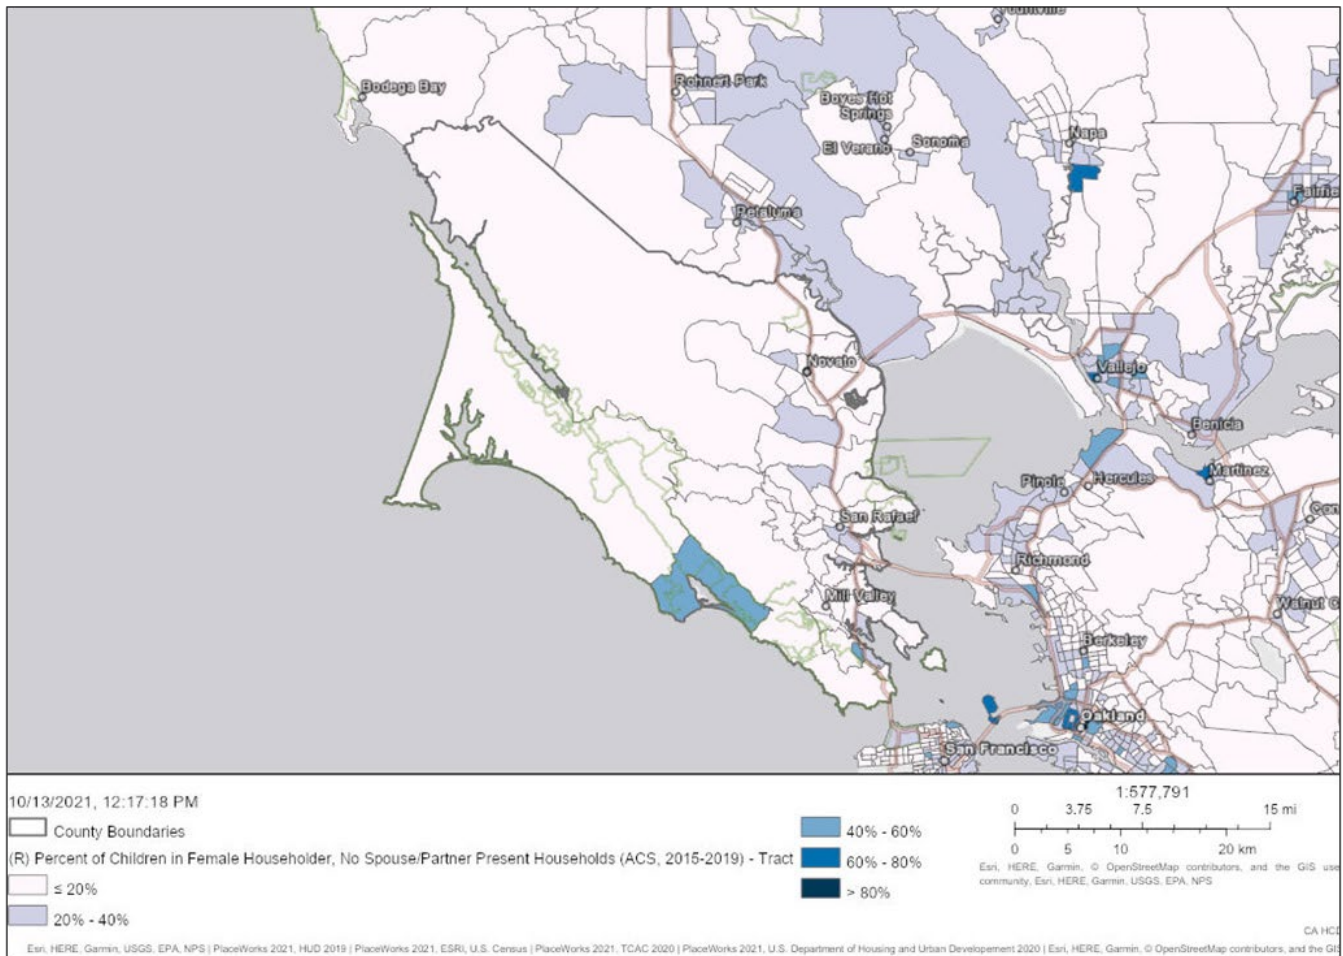 Yountville
Bodega Bay
Rohnert Park
Boyes Hot
Springs
Napa
El Verano
Sonoma
Fairfie
Petaluma
Novato
Vallejo
Benicia
Martinez
Pinole
Hercules
Con
San Rafael
Richmond
Mill Valley
Walnut C
Berkeley
Oakland
San Francisco
10/13/2021, 12:17:18 PM
County Boundaries
(R) Percent of Children in Female Householder, No Spouse/Partner Present Households (ACS, 2015-2019) - Tract
≤ 20%
20% - 40%
40% - 60%
60% - 80%
> 80%
1:577,791
0 3.75 7.5 15 mi
0 5 10 20 km
Esri, HERE, Garmin, © OpenStreetMap contributors, and the GIS use
community, Esri, HERE, Garmin, USGS, EPA, NPS
CA HCD
Esri, HERE, Garmin, USGS, EPA, NPS | PlaceWorks 2021, HUD 2019 | PlaceWorks 2021, ESRI, U.S. Census | PlaceWorks 2021, TCAC 2020 | PlaceWorks 2021, U.S. Department of Housing and Urban Developement 2020 | Esri, HERE, Garmin, © OpenStreetMap contributors, and the GIS